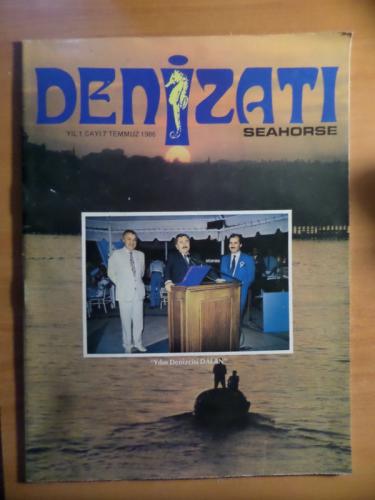 DENİZATI
SEAHORSE
YIL 1 SAYI 7 TEMMUZ 1986
"Yılın Denizcisi DALAN"